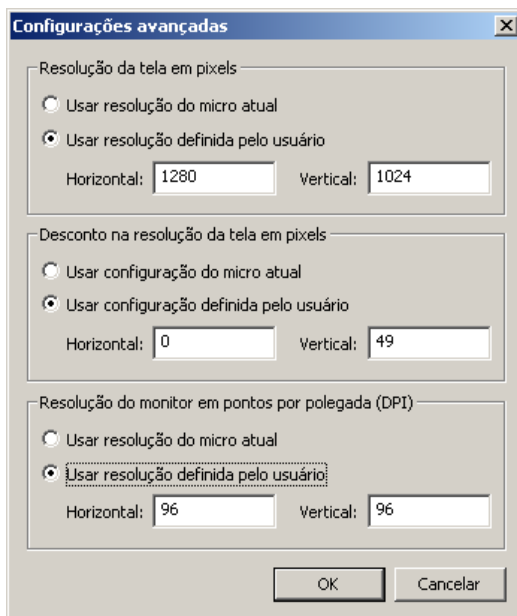 Configurações avançadas
Resolução da tela em pixels
Usar resolução do micro atual
Usar resolução definida pelo usuário
Horizontal: 1280 Vertical: 1024
Desconto na resolução da tela em pixels
Usar configuração do micro atual
Usar configuração definida pelo usuário
Horizontal: 0 Vertical: 49
Resolução do monitor em pontos por polegada (DPI)
Usar resolução do micro atual
Usar resolução definida pelo usuário
Horizontal: 96 Vertical: 96
OK Cancelar